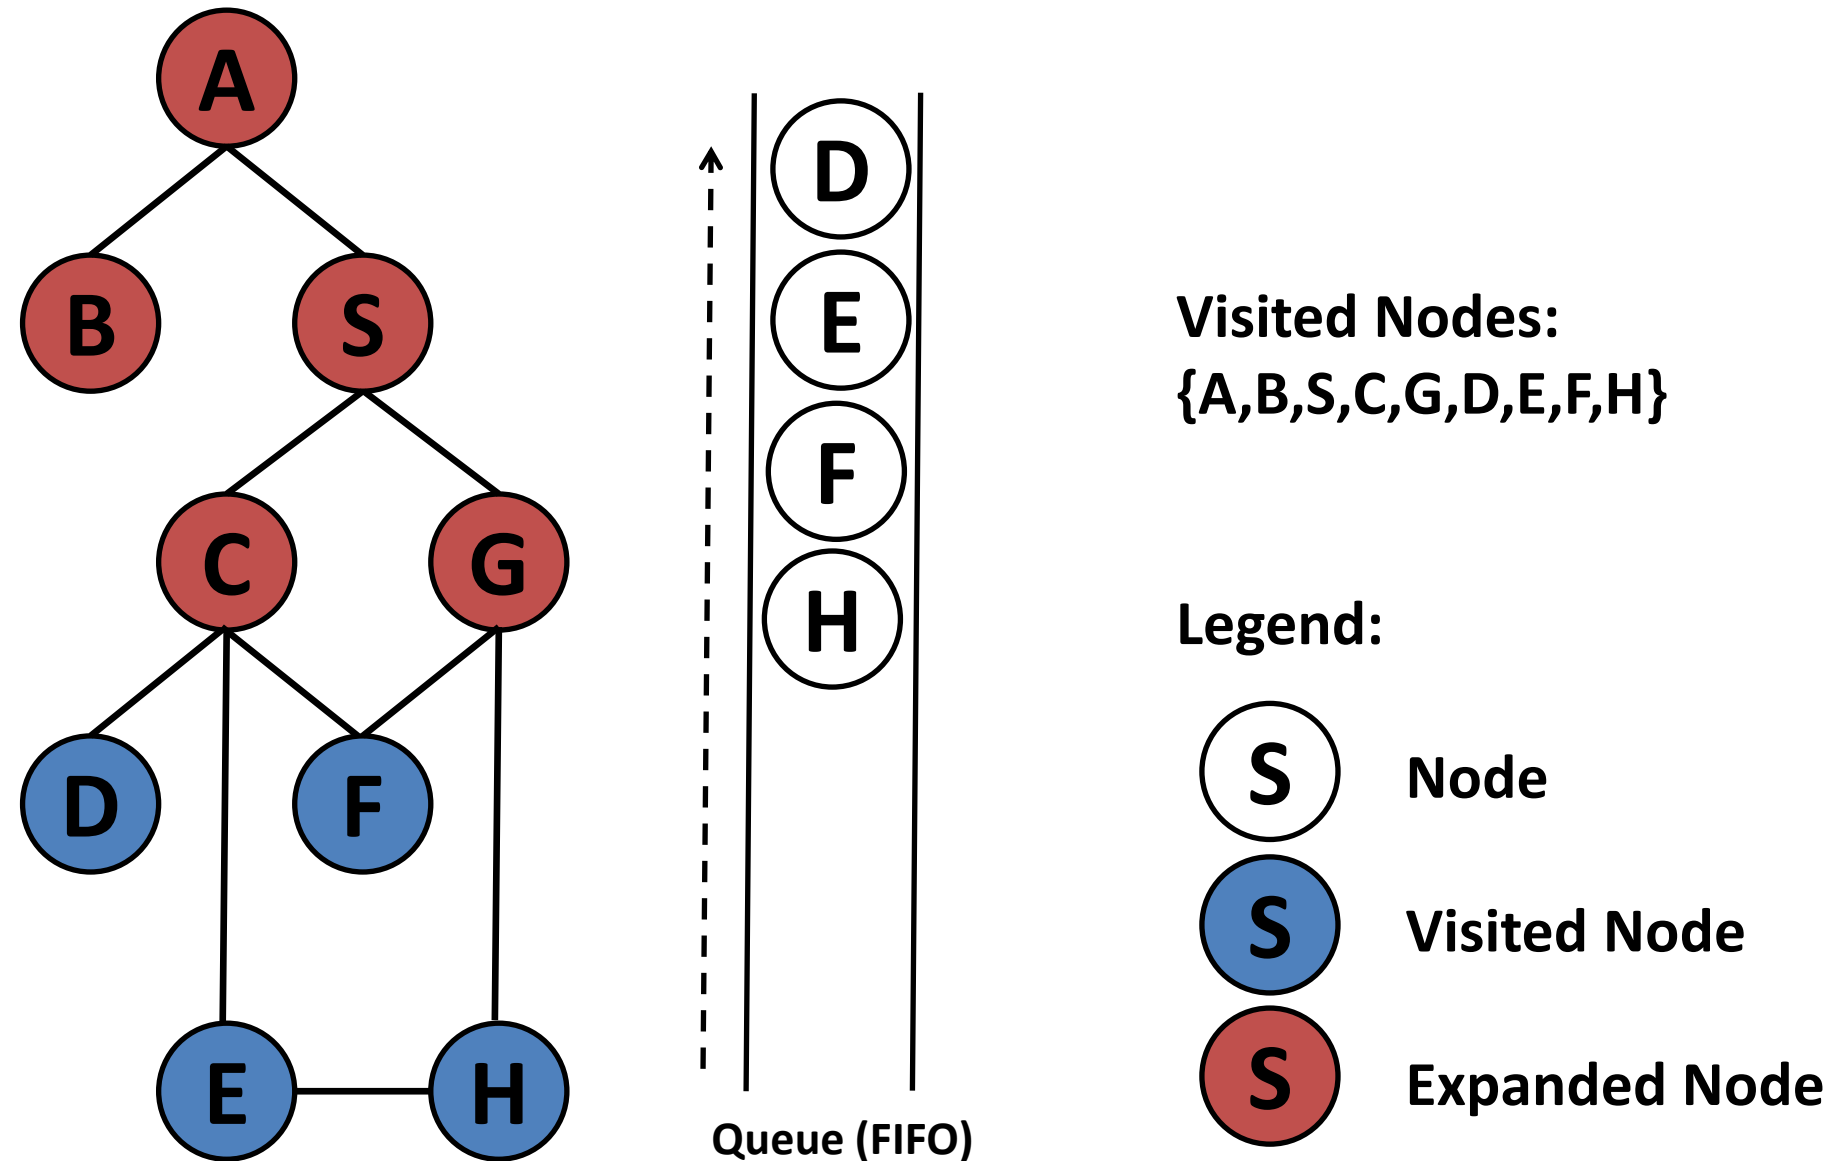 A
B
S
C
G
D
F
E
H
D
E
F
H
Queue (FIFO)
Visited Nodes:
{A,B,S,C,G,D,E,F,H}
Legend:
S Node
S Visited Node
S Expanded Node